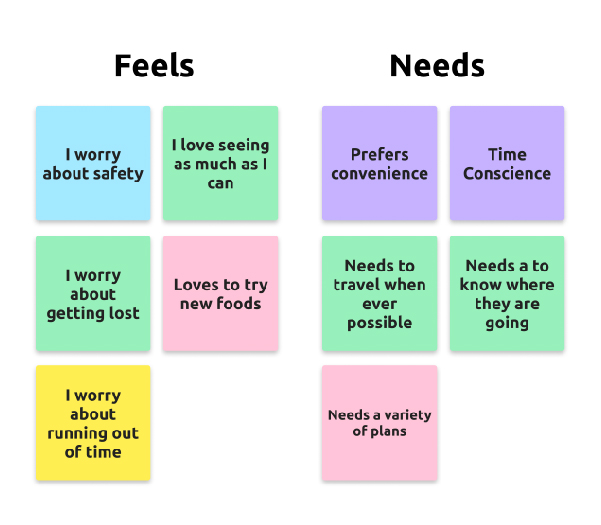 Feels
I worry
about safety
I love seeing
as much as I
can
I worry
about
getting lost
Loves to try
new foods
I worry
about
running out
of time
Needs
Prefers
convenience
Time
Conscience
Needs to
travel when
ever
possible
Needs a to
know where
they are
going
Needs a variety
of plans